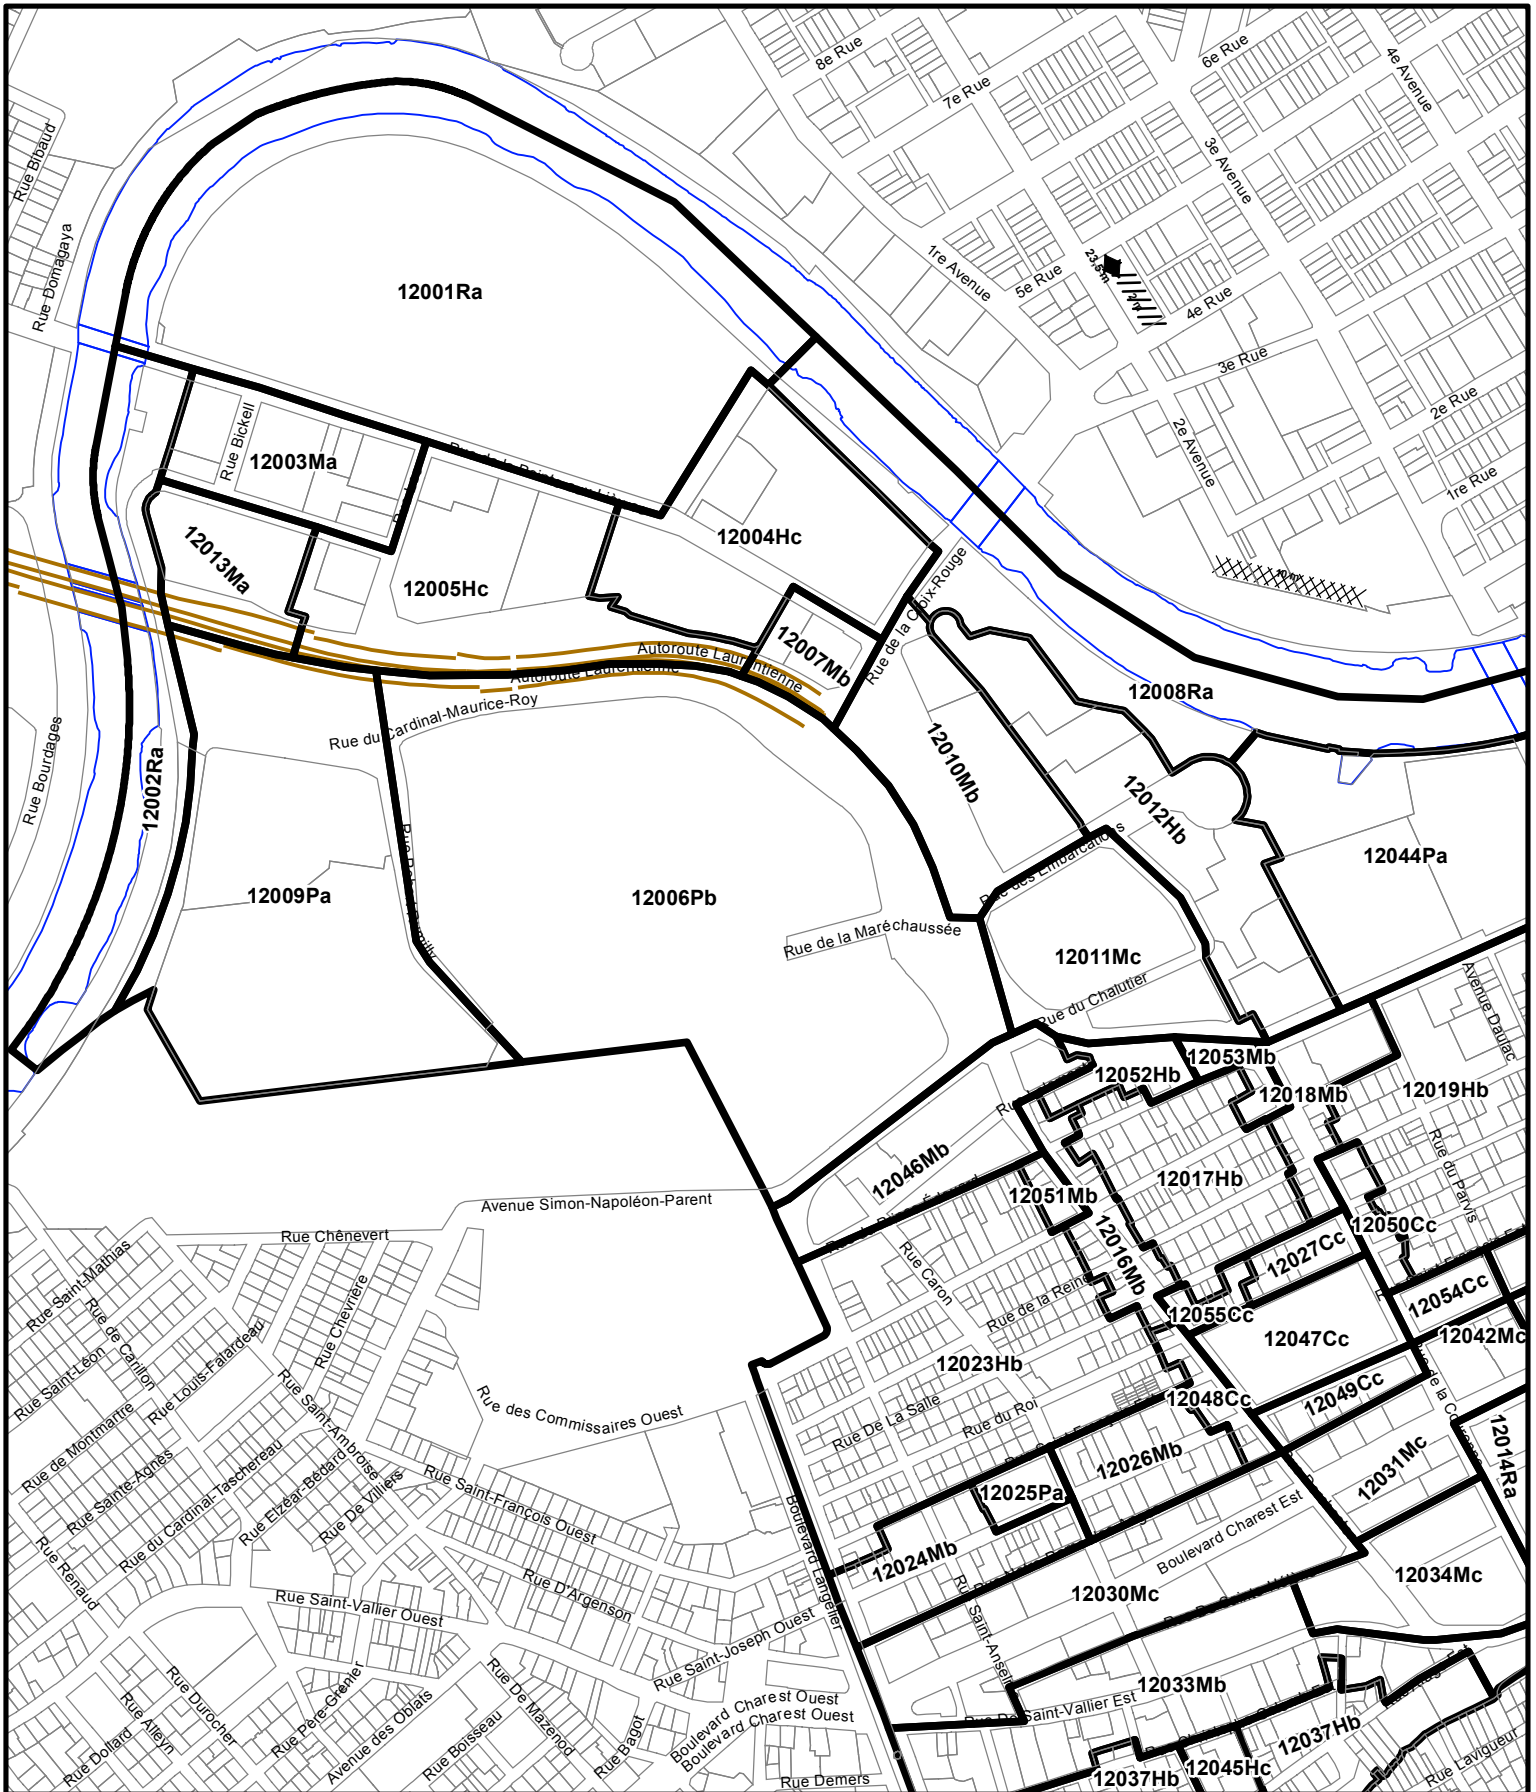 8e Rue
6e Rue
4e Avenue
7e Rue
Rue Bibaud
3e Avenue
Rue Domagaya
1re Avenue
5e Rue
23,5 m
2 m
4e Rue
12001Ra
3e Rue
2e Rue
2e Avenue
Rue Bickell
12003Ma
1re Rue
12004Hc
12013Ma
12005Hc
10 m
Rue de la Croix-Rouge
12007Mb
Autoroute Laurentienne
Autoroute Laurentienne
12008Ra
Rue du Cardinal-Maurice-Roy
Rue Bourdages
12002Ra
12010Mb
12012Hb
Rue des Embarcations
12044Pa
12009Pa
12006Pb
Rue de la Maréchaussée
12011Mc
Rue du Chalutier
Avenue Daulac
12053Mb
12052Hb
12018Mb
12019Hb
12046Mb
12051Mb
12017Hb
Rue du Parvis
Avenue Simon-Napoléon-Parent
Rue Chênevert
12050Cc
12016Mb
12027Cc
Rue Caron
Rue Saint-Mathias
Rue de la Reine
12054Cc
12055Cc
12047Cc
12042Mc
Rue de Carillon
Rue Chevrière
Rue Louis-Falardeau
Rue Saint-Léon
12023Hb
12049Cc
12048Cc
Rue Saint-Ambroise
Rue des Commissaires Ouest
Rue De La Salle
Rue du Roi
Rue de Montmartre
12014Ra
Rue Sainte-Agnès
Rue du Cardinal-Taschereau
Rue Elzéar-Bédard
Rue De Villiers
12026Mb
12031Mc
12025Pa
Rue Saint-François Ouest
Boulevard Langelier
Boulevard Charest Est
12024Mb
Rue Renaud
Rue D'Argenson
12034Mc
12030Mc
Rue Saint-Vallier Ouest
Rue Saint-Joseph Ouest
Rue Saint-Anselme
12033Mb
Rue De Saint-Vallier Est
Rue Durocher
Rue Père-Grenier
Rue De Mazenod
Boulevard Charest Ouest
Boulevard Charest Ouest
Rue Alleyn
Avenue des Oblats
Rue Boisseau
Rue Bagot
12037Hb
Rue Dollard
12045Hc
12037Hb
Rue Demers
Rue Lavigueur